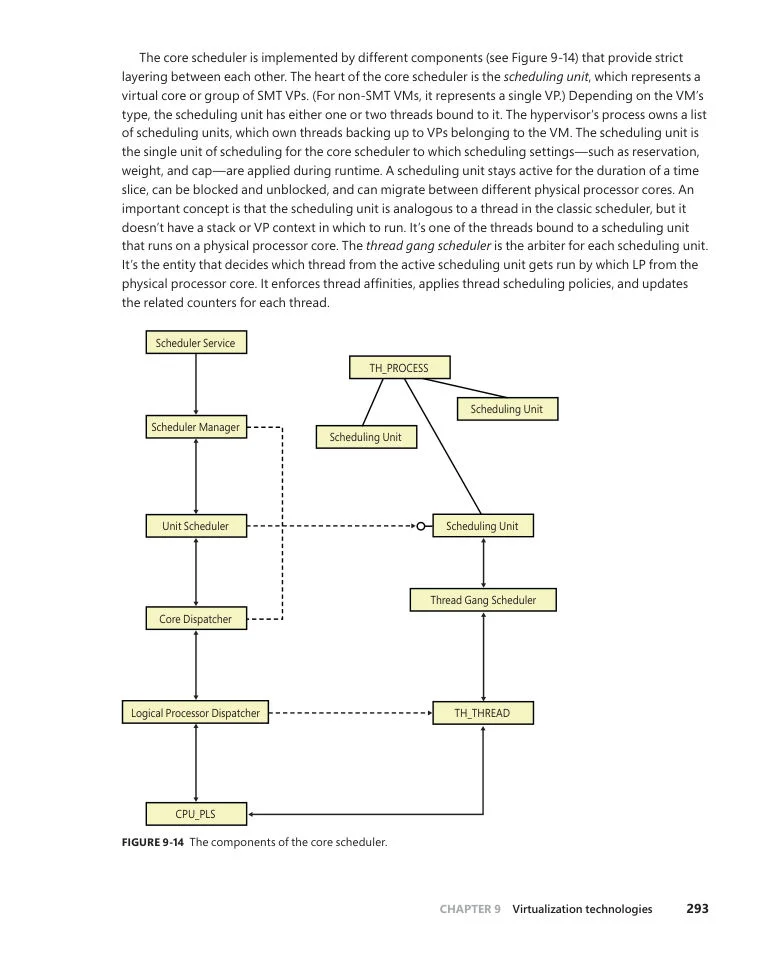 The core scheduler is implemented by different components (see Figure 9-14) that provide strict
layering between each other. The heart of the core scheduler is the scheduling unit, which represents a
virtual core or group of SMT VPs. (For non-SMT VMs, it represents a single VP.) Depending on the VM's
type, the scheduling unit has either one or two threads bound to it. The hypervisor's process owns a list
of scheduling units, which own threads backing up to VPs belonging to the VM. The scheduling unit is
the single unit of scheduling for the core scheduler to which scheduling settings—such as reservation,
weight, and cap—are applied during runtime. A scheduling unit stays active for the duration of a time
slice, can be blocked and unblocked, and can migrate between different physical processor cores. An
important concept is that the scheduling unit is analogous to a thread in the classic scheduler, but it
doesn't have a stack or VP context in which to run. It's one of the threads bound to a scheduling unit
that runs on a physical processor core. The thread gang scheduler is the arbiter for each scheduling unit.
It's the entity that decides which thread from the active scheduling unit gets run by which LP from the
physical processor core. It enforces thread affinities, applies thread scheduling policies, and updates
the related counters for each thread.
Scheduler Service
TH_PROCESS
Scheduling Unit
Scheduler Manager
Scheduling Unit
Unit Scheduler
Scheduling Unit
Thread Gang Scheduler
Core Dispatcher
Logical Processor Dispatcher
TH_THREAD
CPU_PLS
FIGURE 9-14 The components of the core scheduler.
CHAPTER 9 Virtualization technologies 293